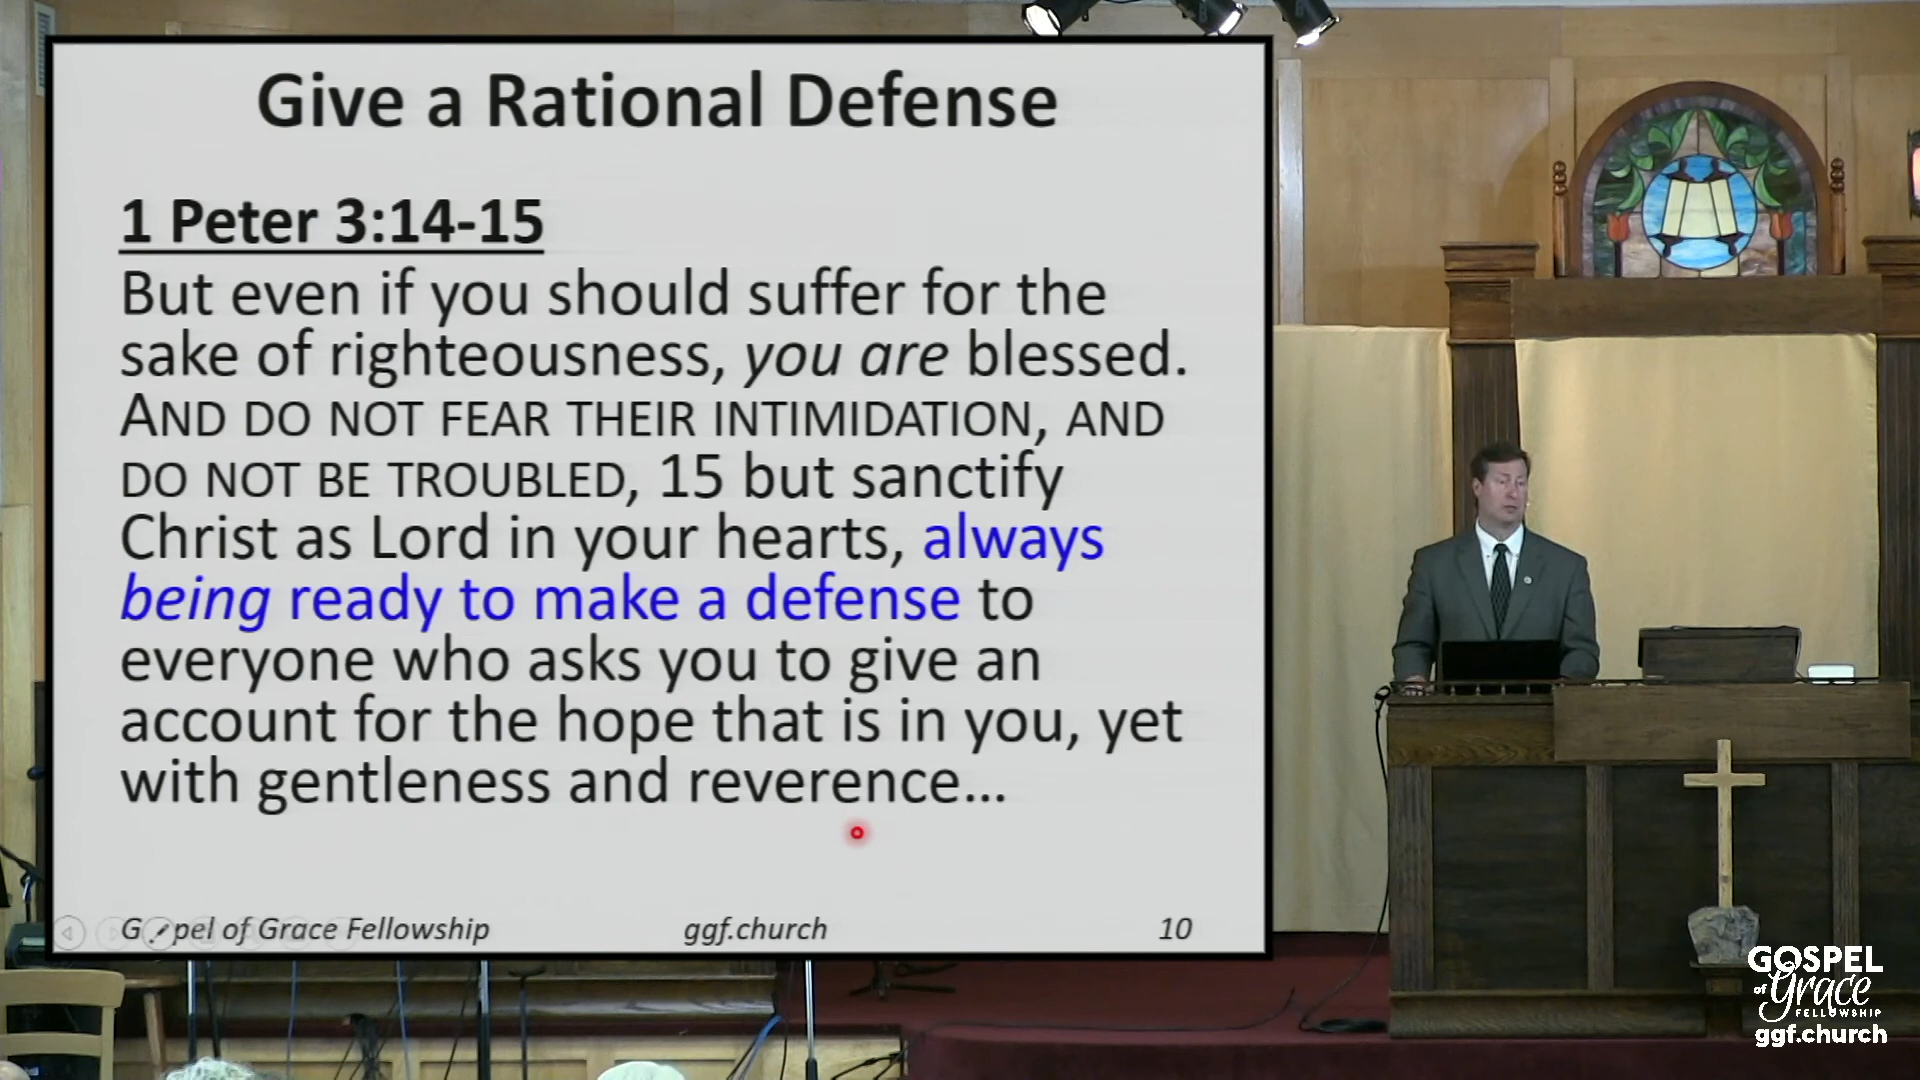 Give a Rational Defense
1 Peter 3:14-15
But even if you should suffer for the
sake of righteousness, you are blessed.
AND DO NOT FEAR THEIR INTIMIDATION, AND
DO NOT BE TROUBLED, 15 but sanctify
Christ as Lord in your hearts, always
being ready to make a defense to
everyone who asks you to give an
account for the hope that is in you, yet
with gentleness and reverence...
Gospel of Grace Fellowship ggf.church 10
GOSPEL
of Grace
FELLOWSHIP
ggf.church